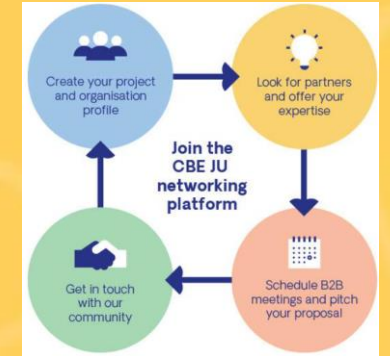 Create your project
and organisation
profile
Look for partners
and offer your
expertise
Join the
CBE JU
networking
platform
Get in touch
with our
community
Schedule B2B
meetings and pitch
your proposal